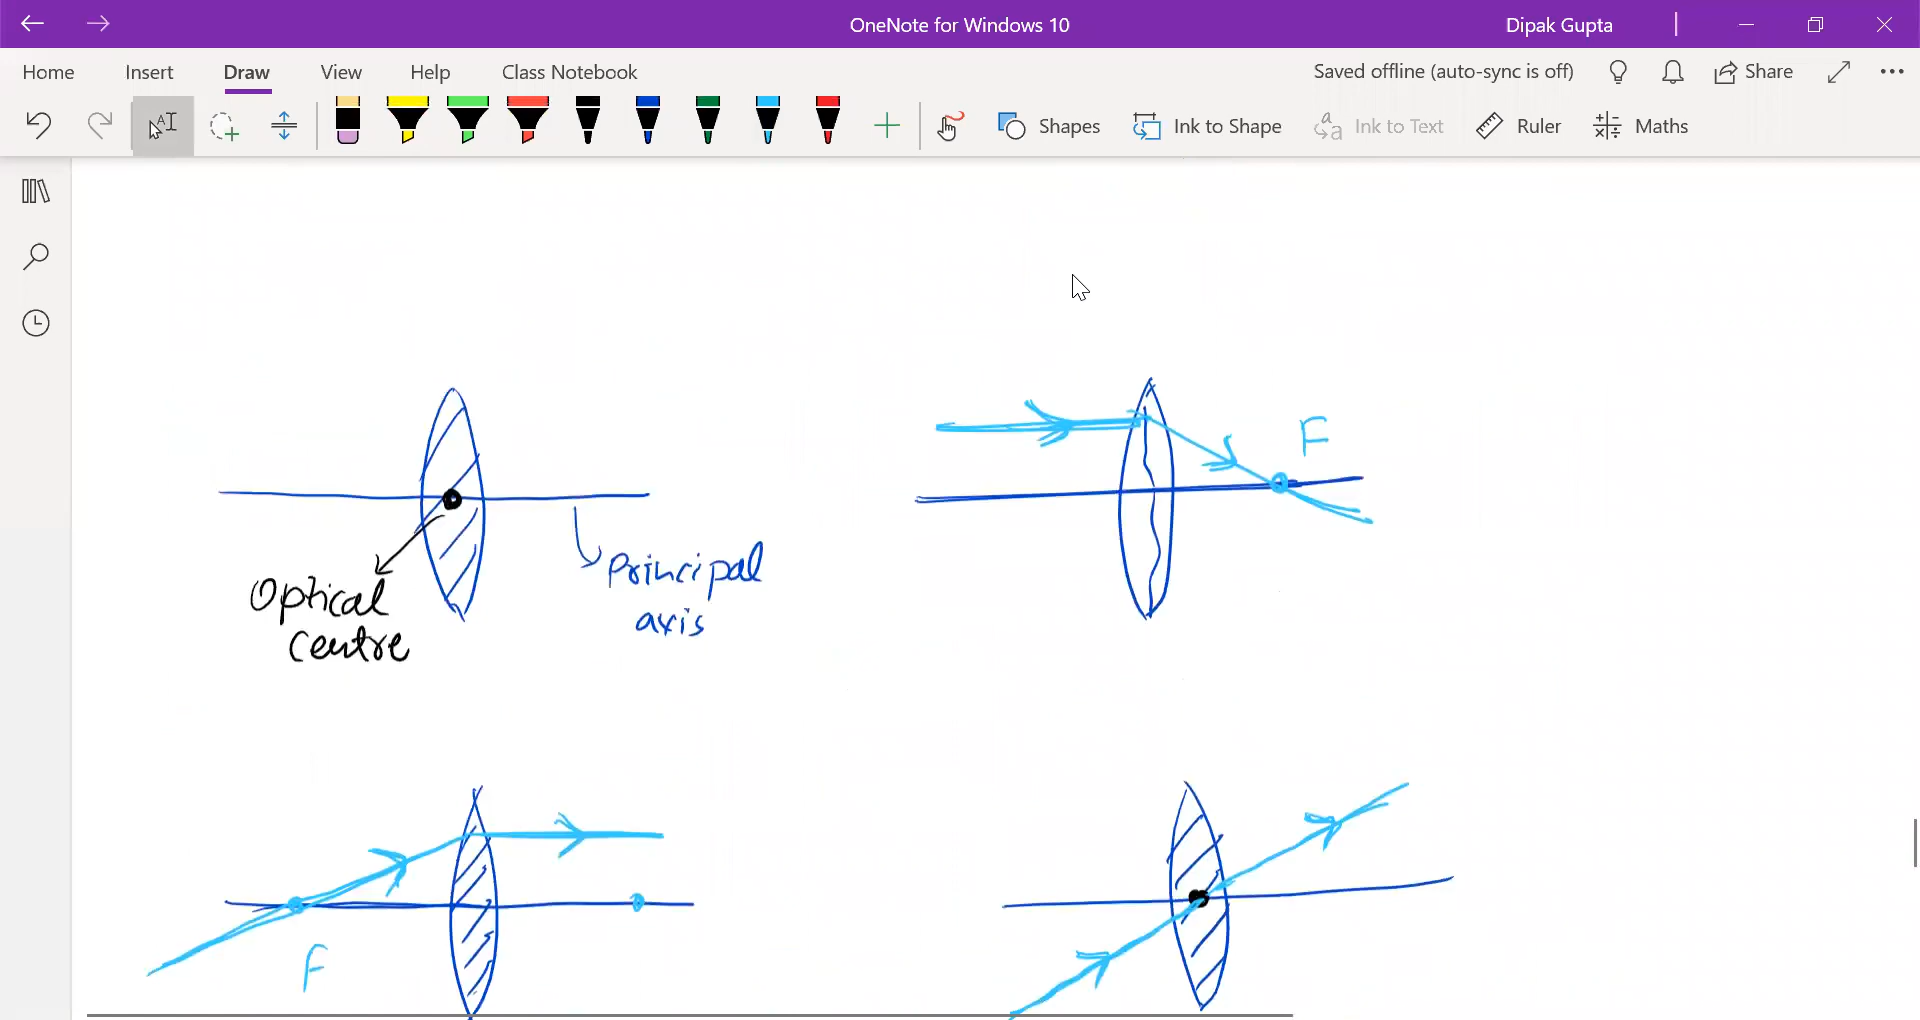 OneNote for Windows 10
Dipak Gupta
Home Insert Draw View Help Class Notebook
Saved offline (auto-sync is off) Share
Shapes Ink to Shape Ink to Text Ruler Maths
F
Principal
axis
Optical
centre
F